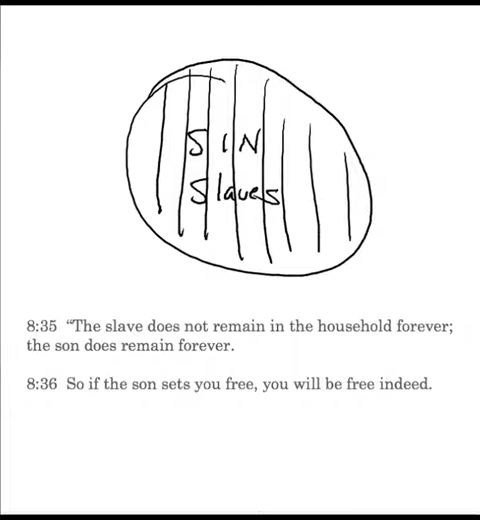 SIN
Slaves
8:35 “The slave does not remain in the household forever;
the son does remain forever.
8:36 So if the son sets you free, you will be free indeed.